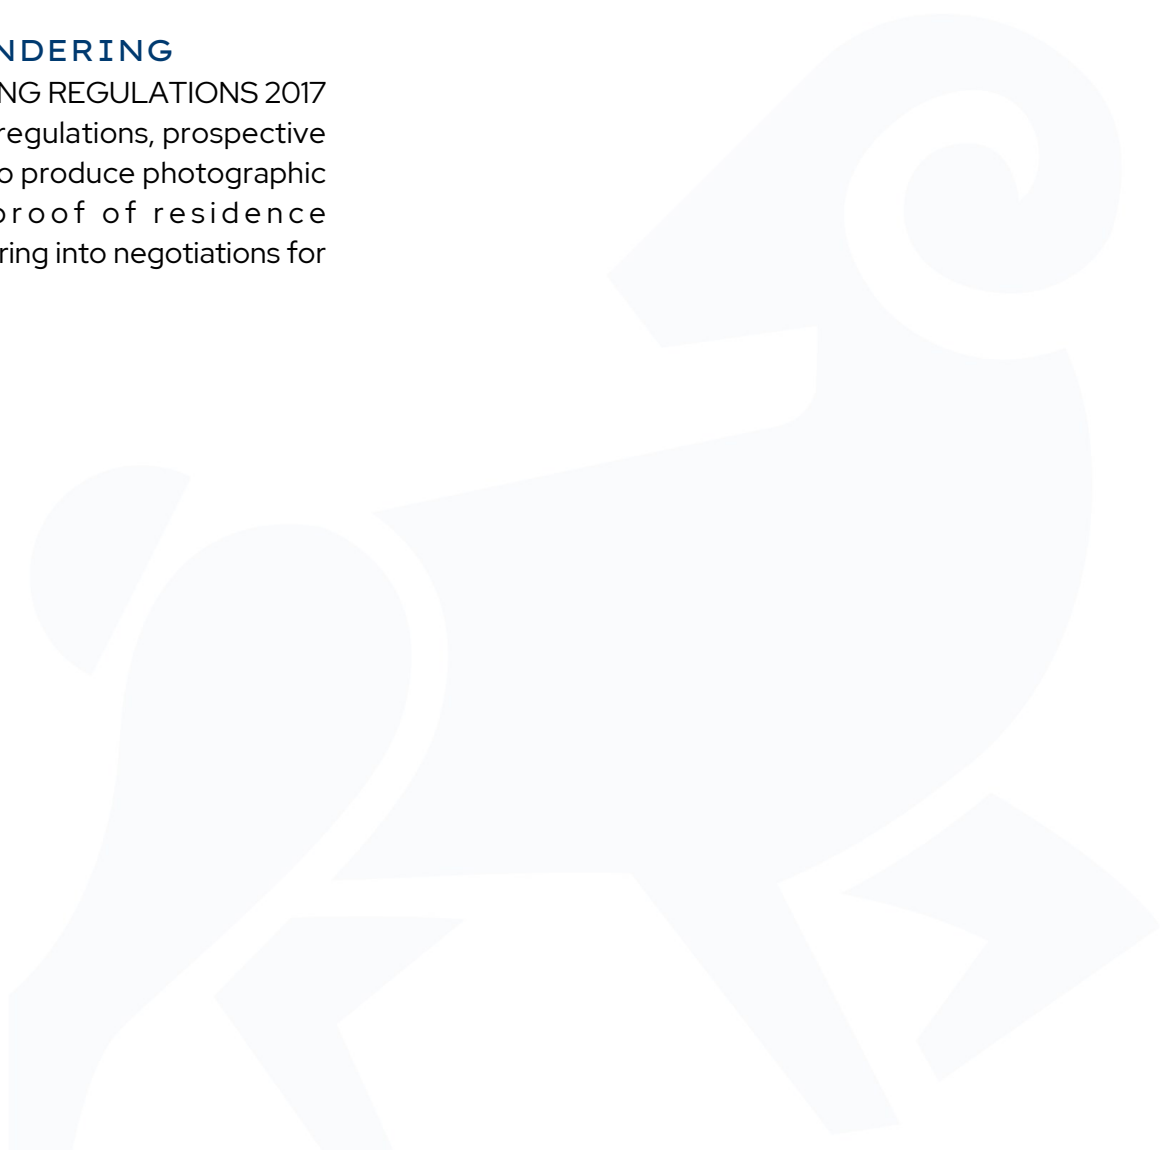 NDERING
NG REGULATIONS 2017
regulations, prospective
o produce photographic
proof of residence
ring into negotiations for